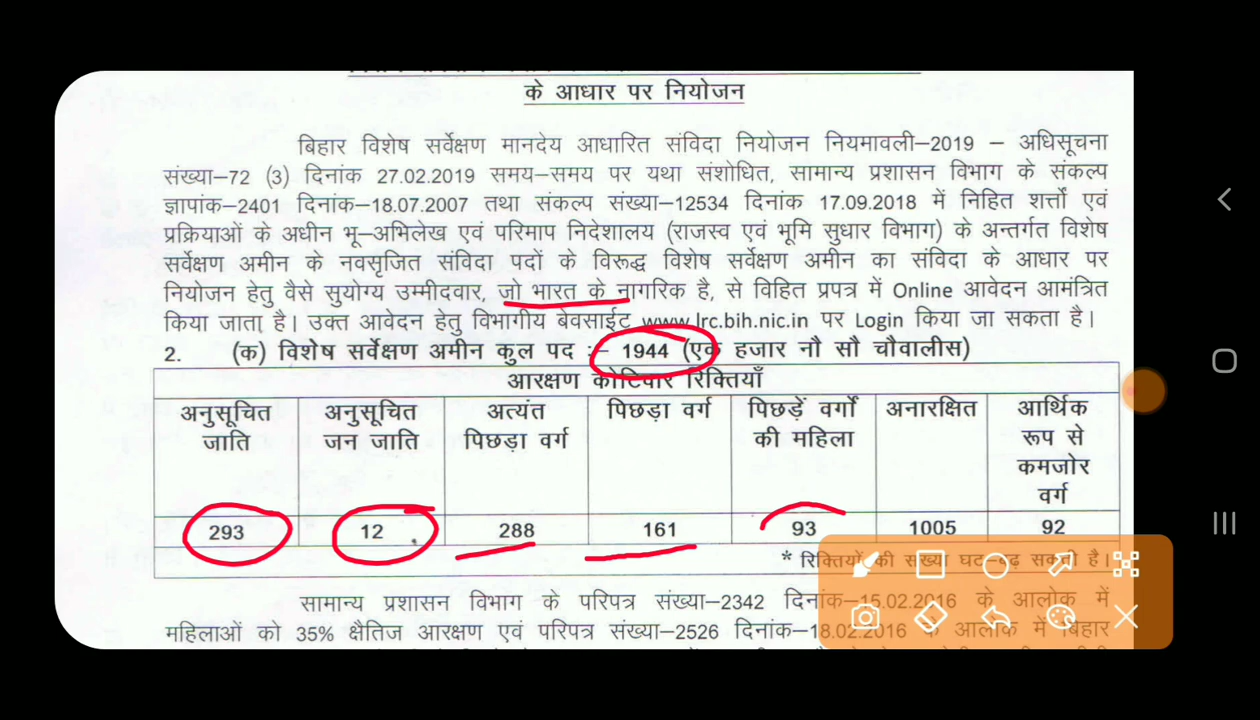 के आधार पर नियोजन
बिहार विशेष सर्वेक्षण मानदेय आधारित संविदा नियोजन नियमावली–2019 – अधिसूचना
संख्या–72 (3) दिनांक 27.02.2019 समय–समय पर यथा संशोधित, सामान्य प्रशासन विभाग के संकल्प
ज्ञापांक–2401 दिनांक–18.07.2007 तथा संकल्प संख्या–12534 दिनांक 17.09.2018 में निहित शर्त्तों एवं
प्रक्रियाओं के अधीन भू–अभिलेख एवं परिमाप निदेशालय (राजस्व एवं भूमि सुधार विभाग) के अन्तर्गत विशेष
सर्वेक्षण अमीन के नवसृजित संविदा पदों के विरूद्ध विशेष सर्वेक्षण अमीन का संविदा के आधार पर
नियोजन हेतु वैसे सुयोग्य उम्मीदवार, जो भारत के नागरिक है, से विहित प्रपत्र में Online आवेदन आमंत्रित
किया जाता है। उक्त आवेदन हेतु विभागीय बेवसाईट www.lrc.bih.nic.in पर Login किया जा सकता है।
2. (क) विशेष सर्वेक्षण अमीन कुल पद :– 1944 (एक हजार नौ सौ चौवालीस)
आरक्षण कोटिवार रिक्तियाँ
अनुसूचित जाति
अनुसूचित जन जाति
अत्यंत पिछड़ा वर्ग
पिछड़ा वर्ग
पिछड़ें वर्गों की महिला
अनारक्षित
आर्थिक रूप से कमजोर वर्ग
293 12 288 161 93 1005 92
* रिक्तियों की संख्या घट–बढ़ सकती है।
सामान्य प्रशासन विभाग के परिपत्र संख्या–2342 दिनांक–15.02.2016 के आलोक में
महिलाओं को 35% क्षैतिज आरक्षण एवं परिपत्र संख्या–2526 दिनांक–18.02.2016 के आलोक में बिहार